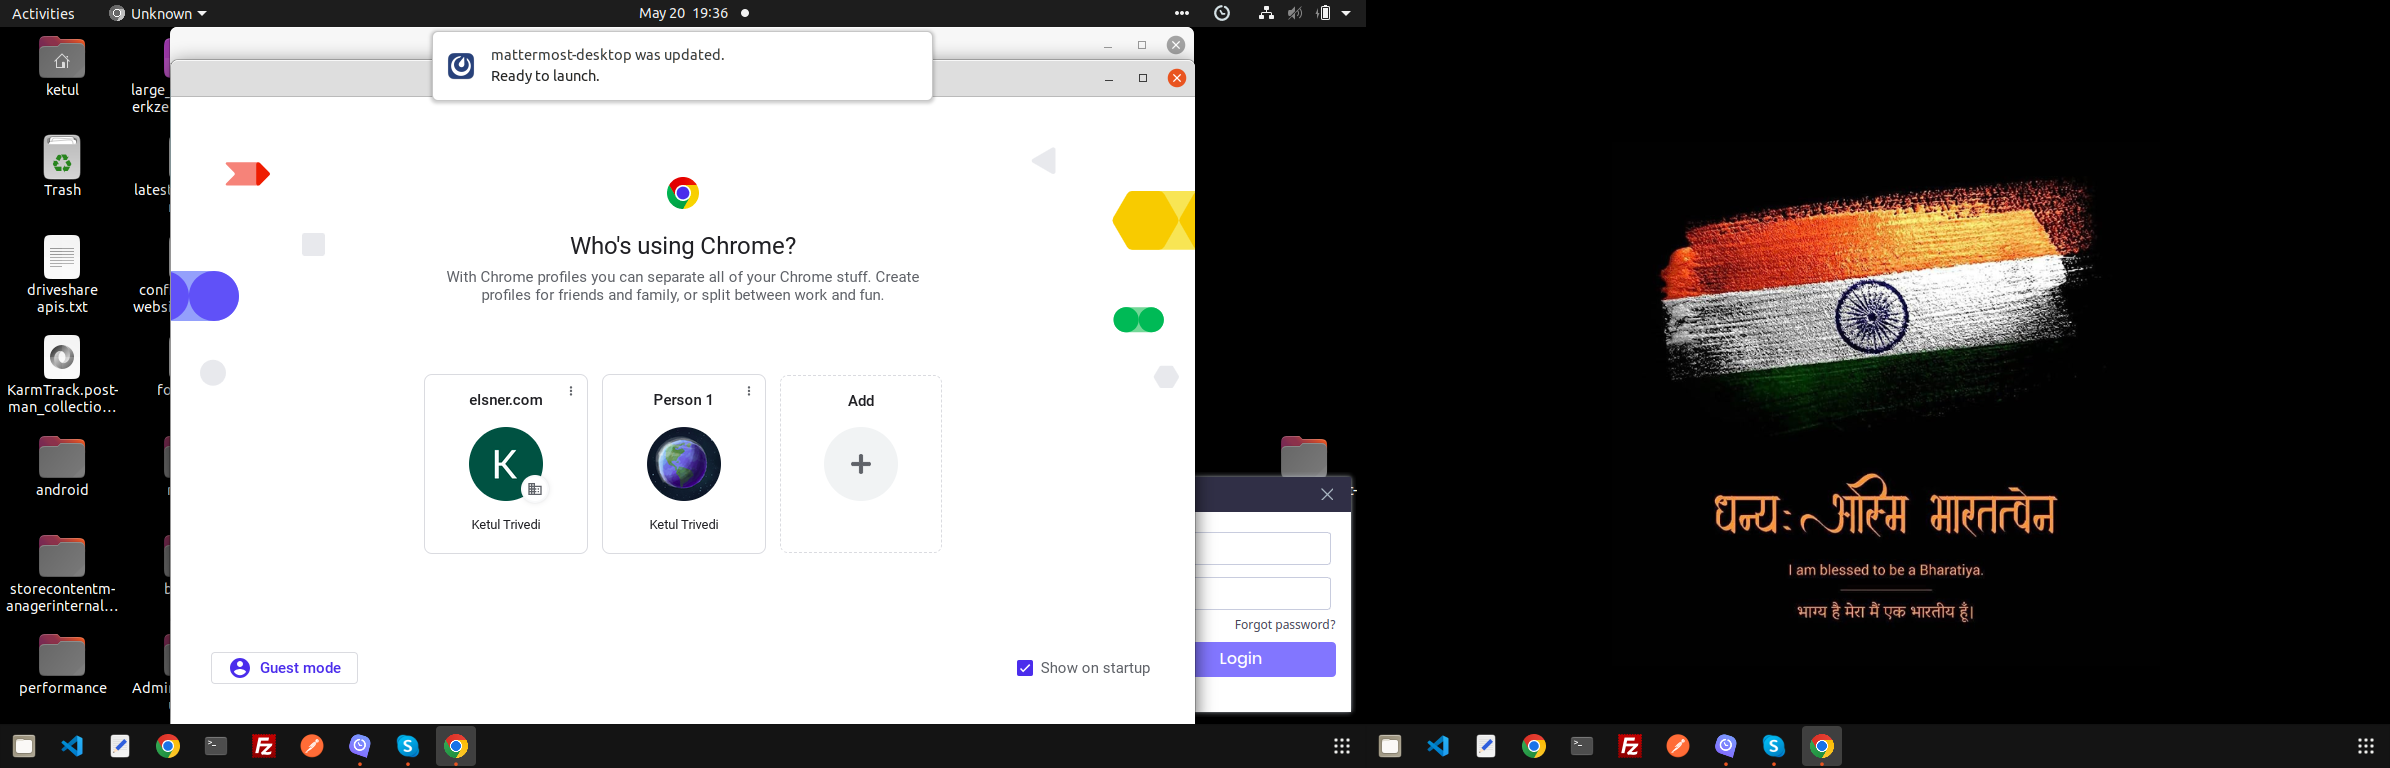 Activities
Unknown
May 20 19:36
ketul
large_
erkze
mattermost-desktop was updated.
Ready to launch.
Trash
latest
Who's using Chrome?
With Chrome profiles you can separate all of your Chrome stuff. Create
profiles for friends and family, or split between work and fun.
driveshare
apis.txt
conf
websi
KarmTrack.post-
man_collectio...
fo
elsner.com
K
Ketul Trivedi
Person 1
Ketul Trivedi
Add
android
storecontentm-
anagerinternal...
performance
Admi
Guest mode
Show on startup
Forgot password?
Login
धन्यः अस्मि भारतत्वेन
I am blessed to be a Bharatiya.
भाग्य है मेरा मैं एक भारतीय हूँ।